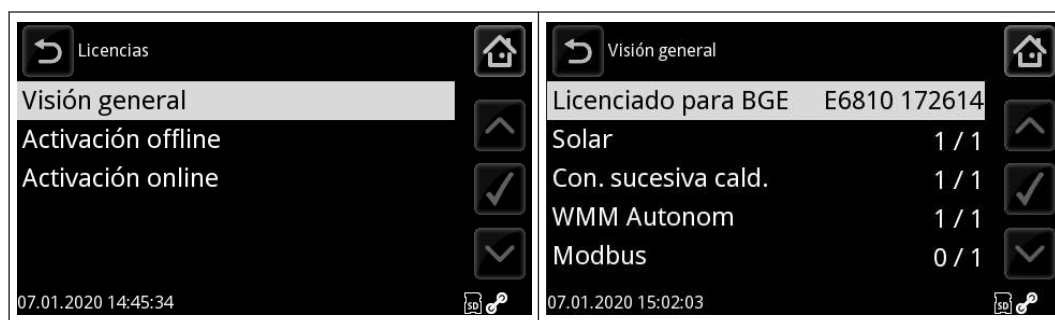 Licencias
Visión general
Activación offline
Activación online
07.01.2020 14:45:34
SD
Visión general
Licenciado para BGE E6810 172614
Solar 1 / 1
Con. sucesiva cald. 1 / 1
WMM Autonom 1 / 1
Modbus 0 / 1
07.01.2020 15:02:03
SD